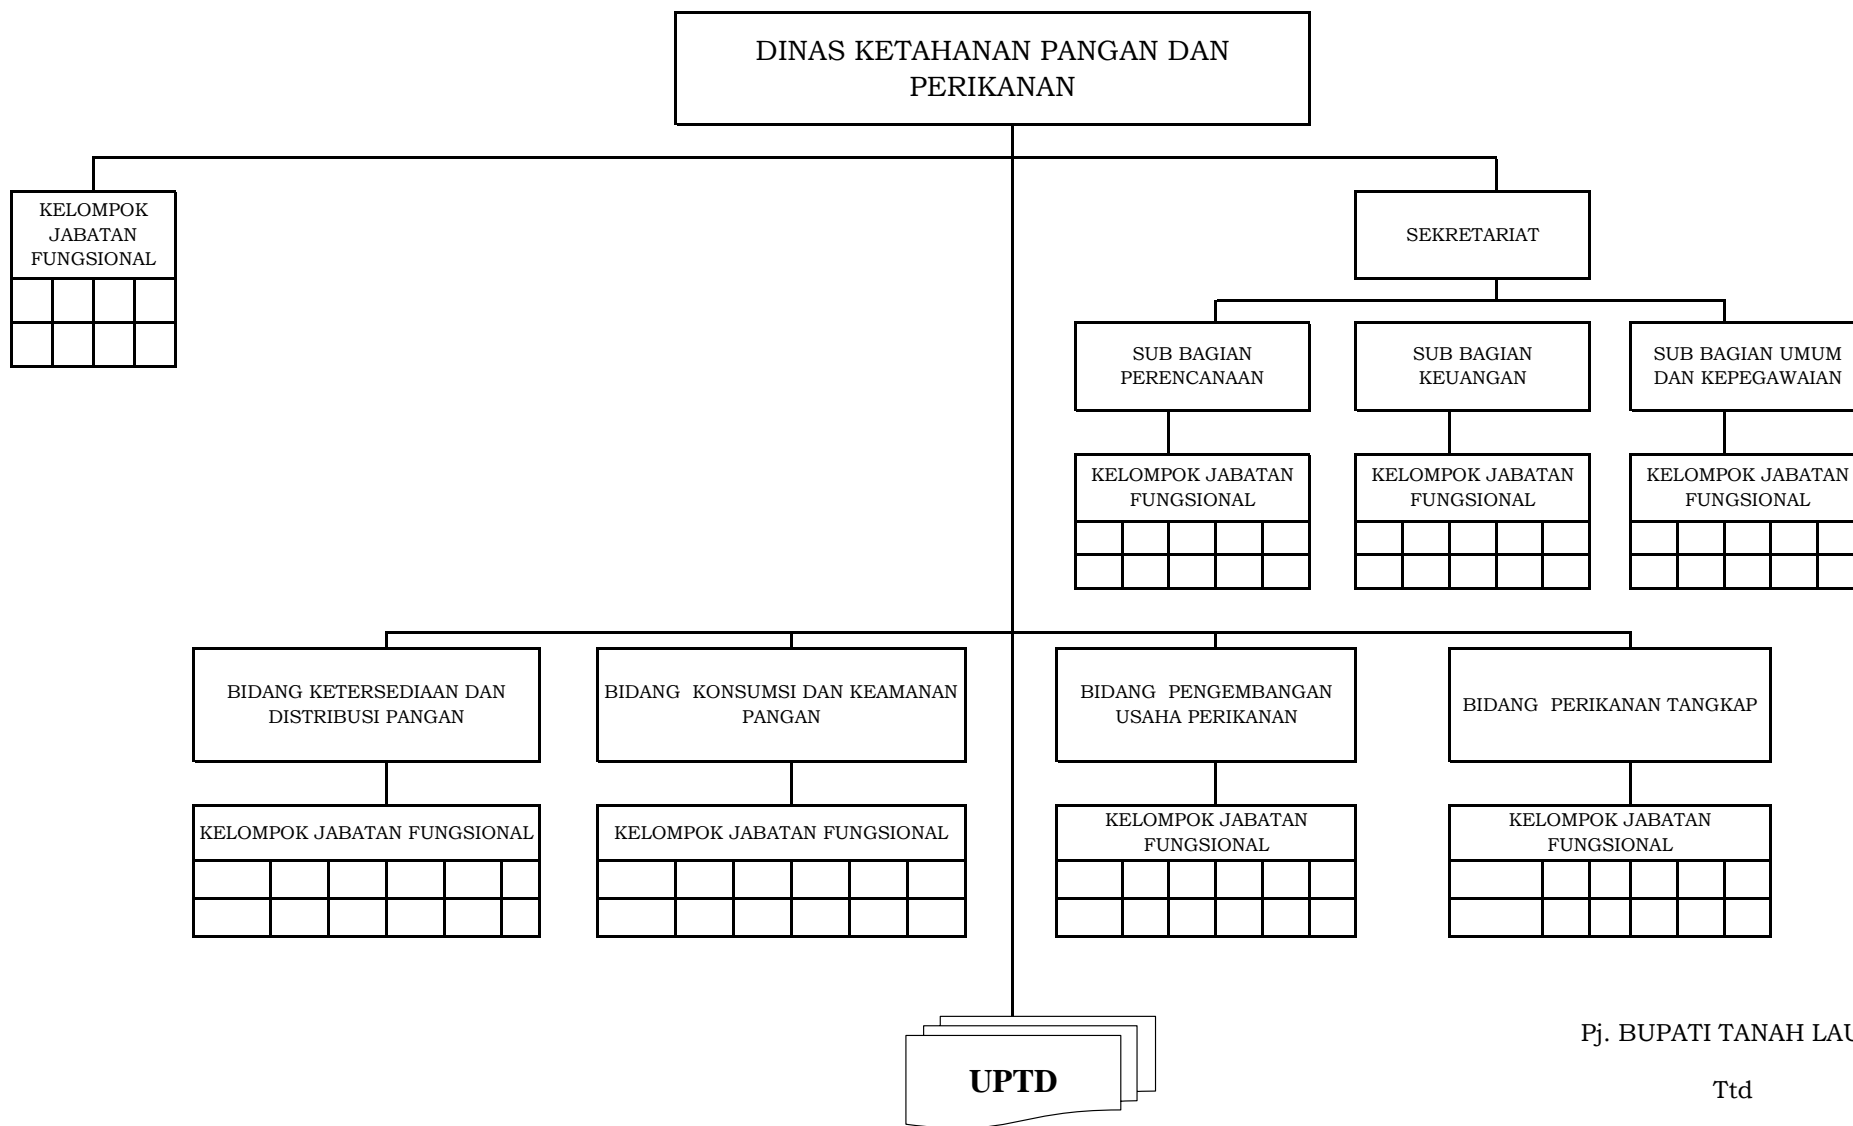 DINAS KETAHANAN PANGAN DAN
PERIKANAN
KELOMPOK
JABATAN
FUNGSIONAL
SEKRETARIAT
SUB BAGIAN
PERENCANAAN
SUB BAGIAN
KEUANGAN
SUB BAGIAN UMUM
DAN KEPEGAWAIAN
KELOMPOK JABATAN
FUNGSIONAL
KELOMPOK JABATAN
FUNGSIONAL
KELOMPOK JABATAN
FUNGSIONAL
BIDANG KETERSEDIAAN DAN
DISTRIBUSI PANGAN
BIDANG KONSUMSI DAN KEAMANAN
PANGAN
BIDANG PENGEMBANGAN
USAHA PERIKANAN
BIDANG PERIKANAN TANGKAP
KELOMPOK JABATAN FUNGSIONAL
KELOMPOK JABATAN FUNGSIONAL
KELOMPOK JABATAN
FUNGSIONAL
KELOMPOK JABATAN
FUNGSIONAL
UPTD
Pj. BUPATI TANAH LAU
Ttd